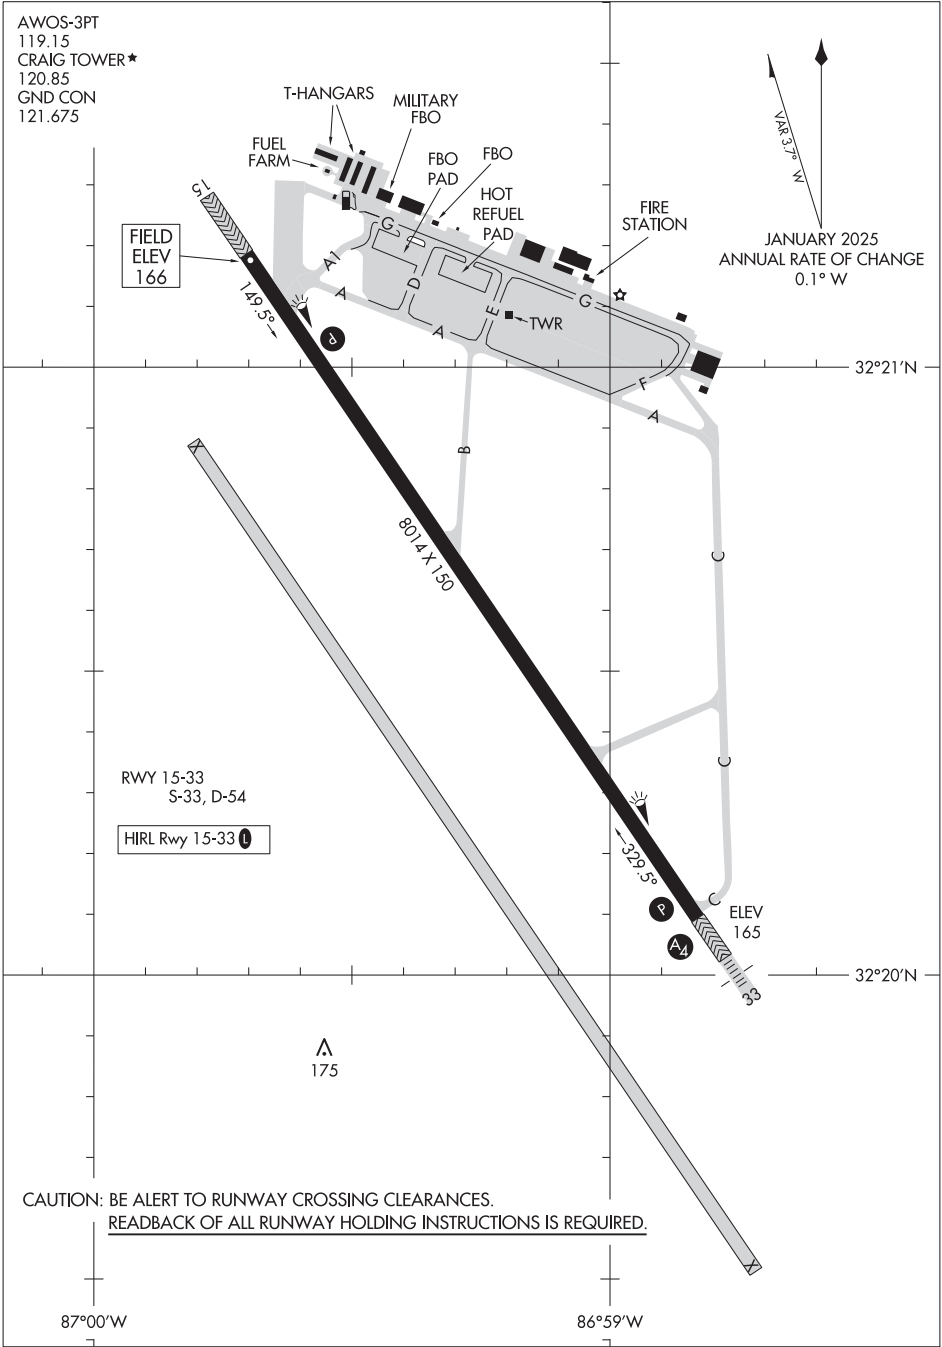 AWOS-3PT
119.15
CRAIG TOWER★
120.85
GND CON
121.675
T-HANGARS
MILITARY
FBO
FUEL
FARM
FBO
PAD
FBO
HOT
REFUEL
PAD
FIRE
STATION
VAR 3.7° W
JANUARY 2025
ANNUAL RATE OF CHANGE
0.1° W
15
FIELD
ELEV
166
149.5°
A1
G
D
A
A
E
G
TWR
P
F
A
32°21'N
X
B
8014 X 150
C
C
RWY 15-33
S-33, D-54
HIRL Rwy 15-33 L
329.5°
P
A4
C
ELEV
165
33
32°20'N
175
CAUTION: BE ALERT TO RUNWAY CROSSING CLEARANCES.
READBACK OF ALL RUNWAY HOLDING INSTRUCTIONS IS REQUIRED.
X
87°00'W
86°59'W